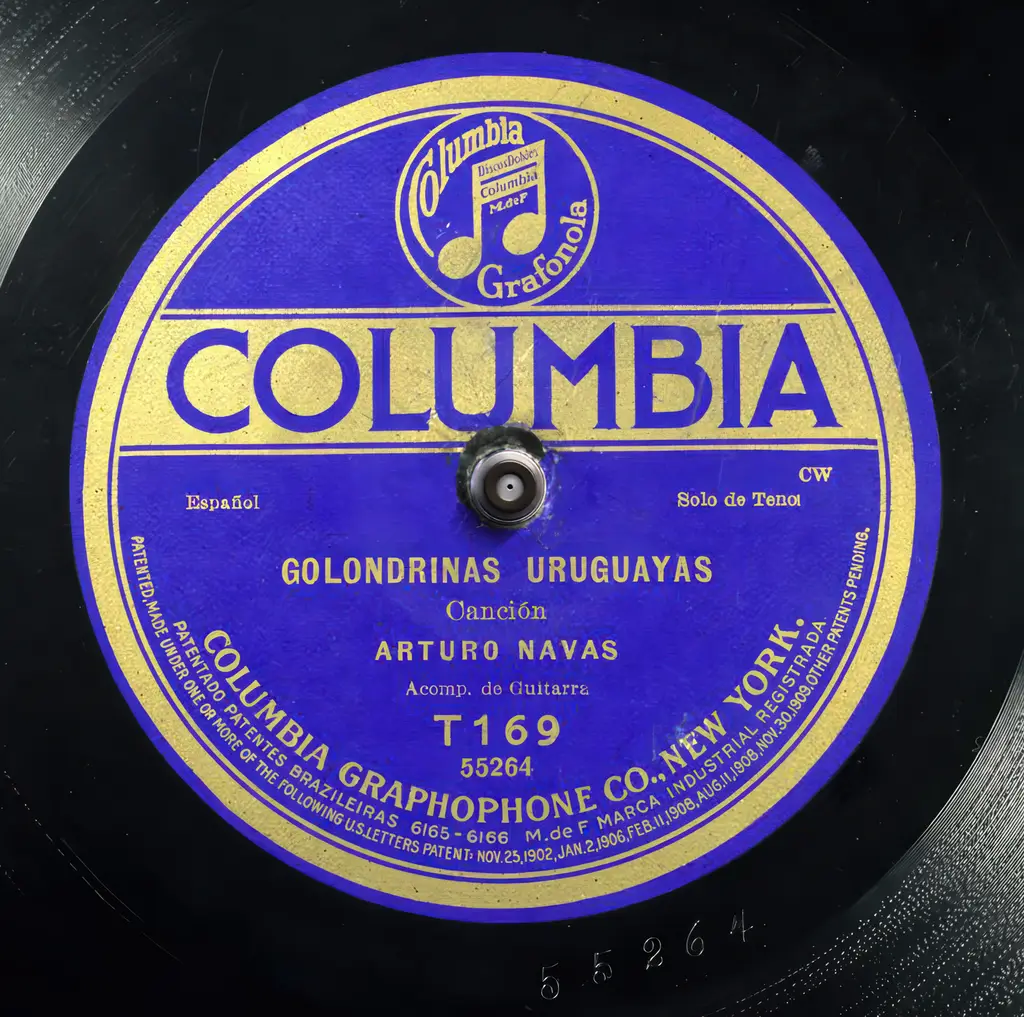 Columbia
Discos Dobles
Columbia
M.deF
Grafonola
COLUMBIA
CW
Español
Solo de Tenor
GOLONDRINAS URUGUAYAS
Canción
ARTURO NAVAS
Acomp. de Guitarra
T169
55264
COLUMBIA GRAPHOPHONE CO., NEW YORK.
PATENTADO PATENTES BRAZILEIRAS 6165-6166 M.de F MARCA INDUSTRIAL REGISTRADA.
PATENTED, MADE UNDER ONE OR MORE OF THE FOLLOWING U.S. LETTERS PATENT: NOV. 25, 1902, JAN. 2, 1906, FEB. 11, 1908, AUG. 11, 1908, NOV. 30, 1909. OTHER PATENTS PENDING.
55264